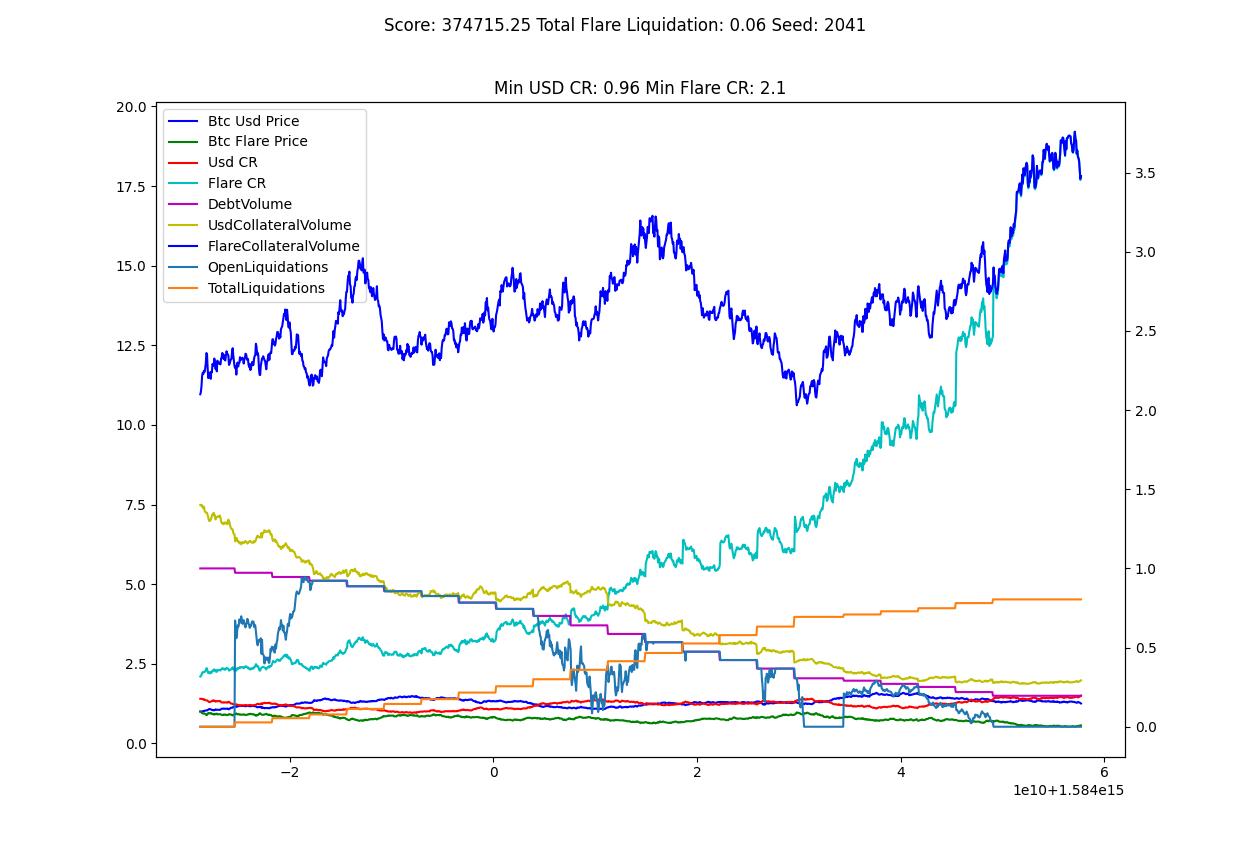 Score: 374715.25 Total Flare Liquidation: 0.06 Seed: 2041
Min USD CR: 0.96 Min Flare CR: 2.1
20.0
17.5
15.0
12.5
10.0
7.5
5.0
2.5
0.0
Btc Usd Price
Btc Flare Price
Usd CR
Flare CR
DebtVolume
UsdCollateralVolume
FlareCollateralVolume
OpenLiquidations
TotalLiquidations
3.5
3.0
2.5
2.0
1.5
1.0
0.5
0.0
−2 0 2 4 6
1e10+1.584e15